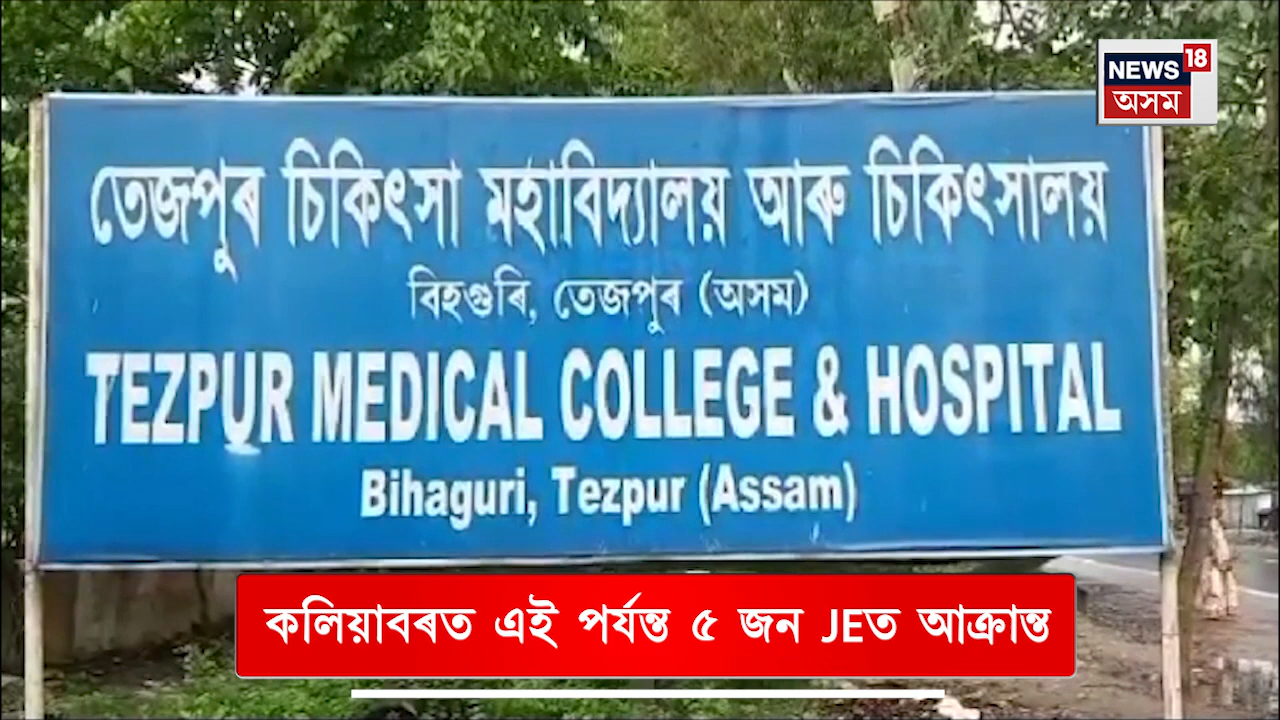 NEWS 18
অসম
তেজপুৰ চিকিৎসা মহাবিদ্যালয় আৰু চিকিৎসালয়
বিহগুৰি, তেজপুৰ (অসম)
TEZPUR MEDICAL COLLEGE & HOSPITAL
Bihaguri, Tezpur (Assam)
কলিয়াবৰত এই পৰ্যন্ত ৫ জন JEত আক্ৰান্ত